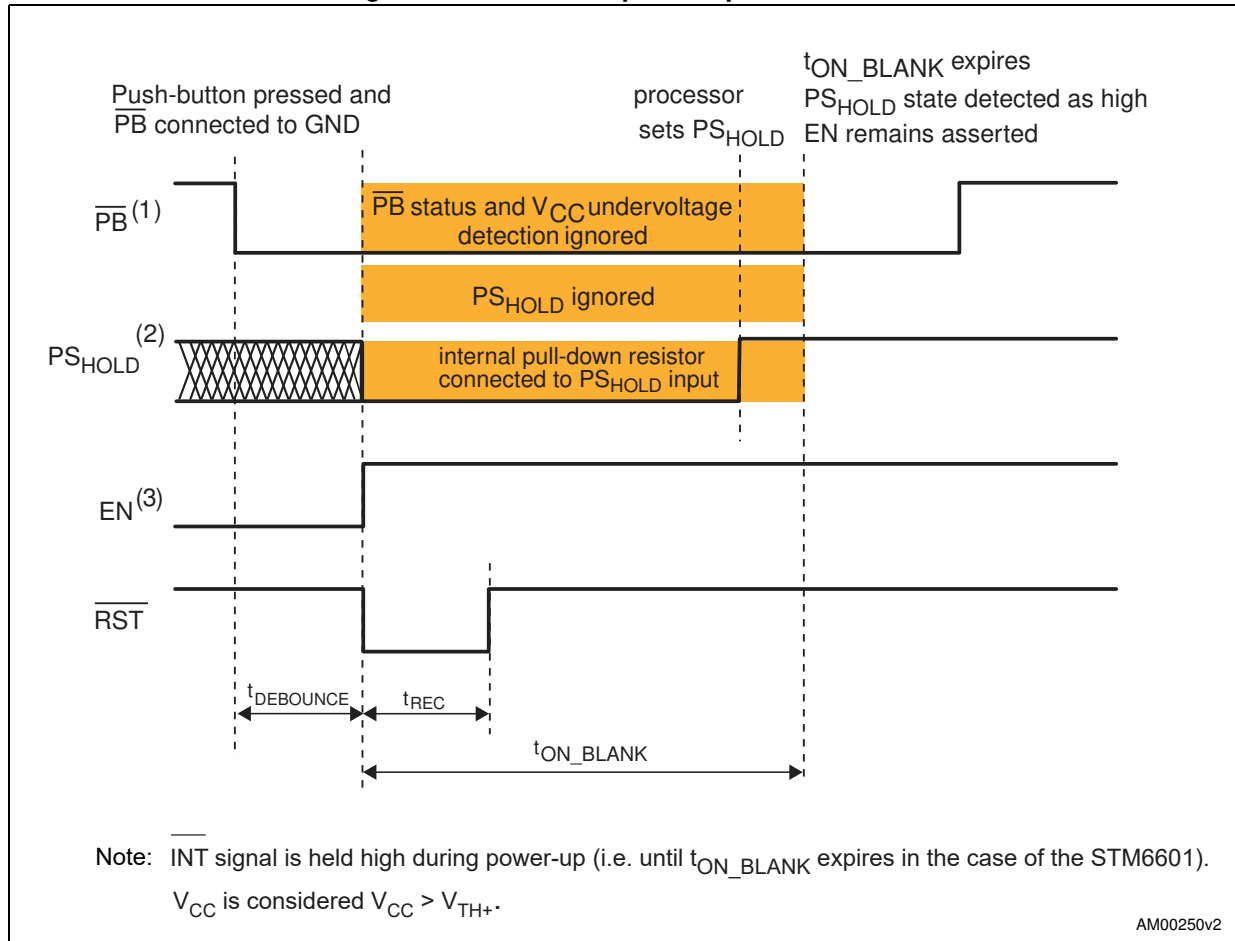 Push-button pressed and
PB connected to GND
processor
sets PSHOLD
tON_BLANK expires
PSHOLD state detected as high
EN remains asserted
PB(1)
PB status and VCC undervoltage
detection ignored
PSHOLD ignored
PSHOLD(2)
internal pull-down resistor
connected to PSHOLD input
EN(3)
RST
tDEBOUNCE
tREC
tON_BLANK
Note: INT signal is held high during power-up (i.e. until tON_BLANK expires in the case of the STM6601).
VCC is considered VCC > VTH+.
AM00250v2